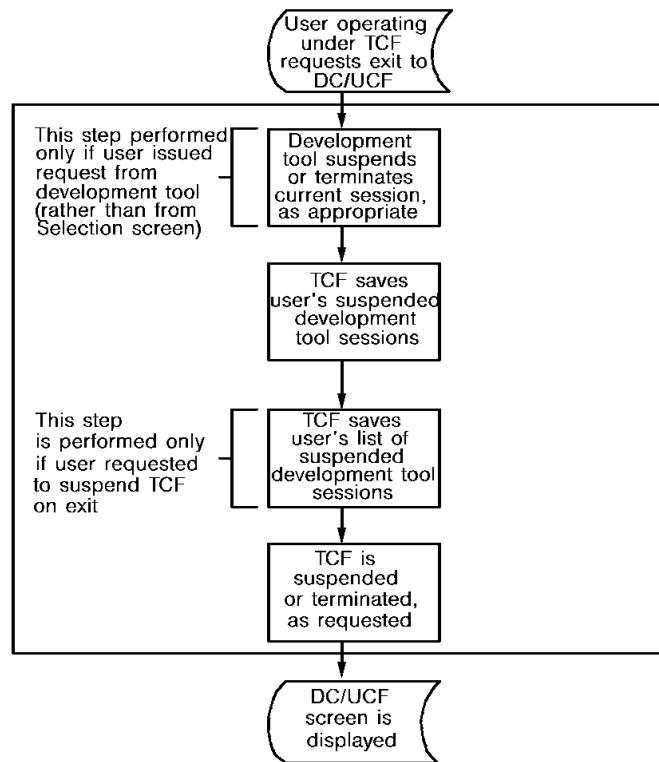 User operating
under TCF
requests exit to
DC/UCF
This step performed
only if user issued
request from
development tool
(rather than from
Selection screen)
Development
tool suspends
or terminates
current session,
as appropriate
TCF saves
user's suspended
development
tool sessions
This step
is performed only
if user requested
to suspend TCF
on exit
TCF saves
user's list of
suspended
development tool
sessions
TCF is
suspended
or terminated,
as requested
DC/UCF
screen is
displayed